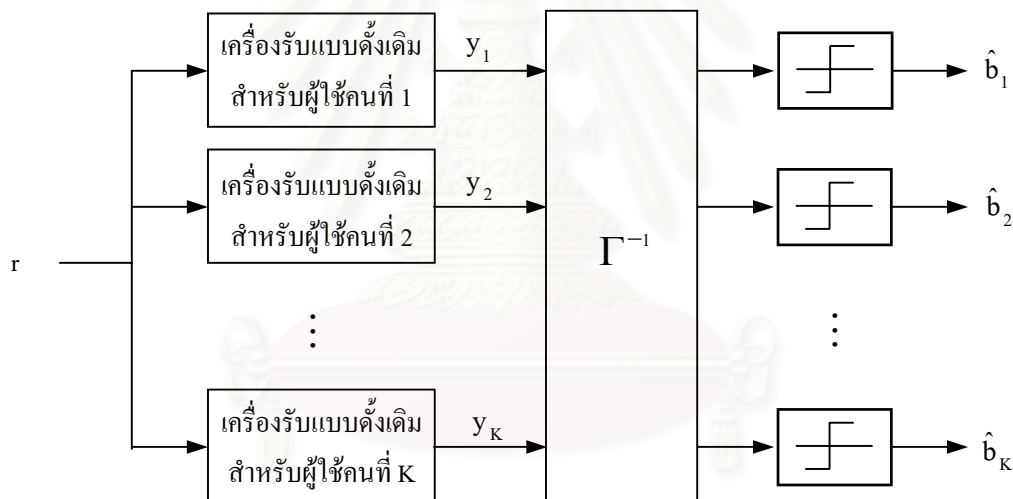 เครื่องรับแบบดั้งเดิม
สำหรับผู้ใช้คนที่ 1
y₁
b̂₁
เครื่องรับแบบดั้งเดิม
สำหรับผู้ใช้คนที่ 2
y₂
b̂₂
r
Γ⁻¹
⋮
⋮
เครื่องรับแบบดั้งเดิม
สำหรับผู้ใช้คนที่ K
y_K
b̂_K